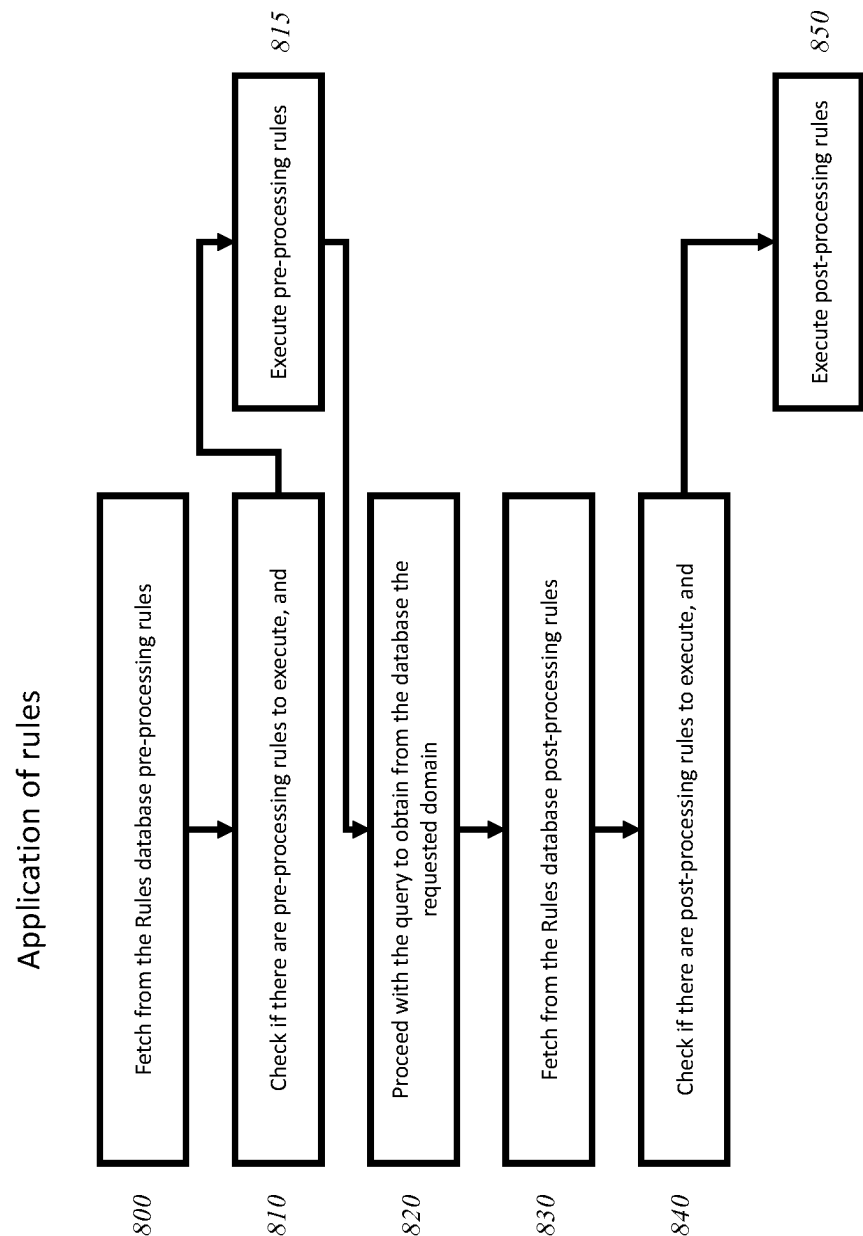 Application of rules
800
Fetch from the Rules database pre-processing rules
810
Check if there are pre-processing rules to execute, and
Execute pre-processing rules
815
820
Proceed with the query to obtain from the database the
requested domain
830
Fetch from the Rules database post-processing rules
840
Check if there are post-processing rules to execute, and
Execute post-processing rules
850